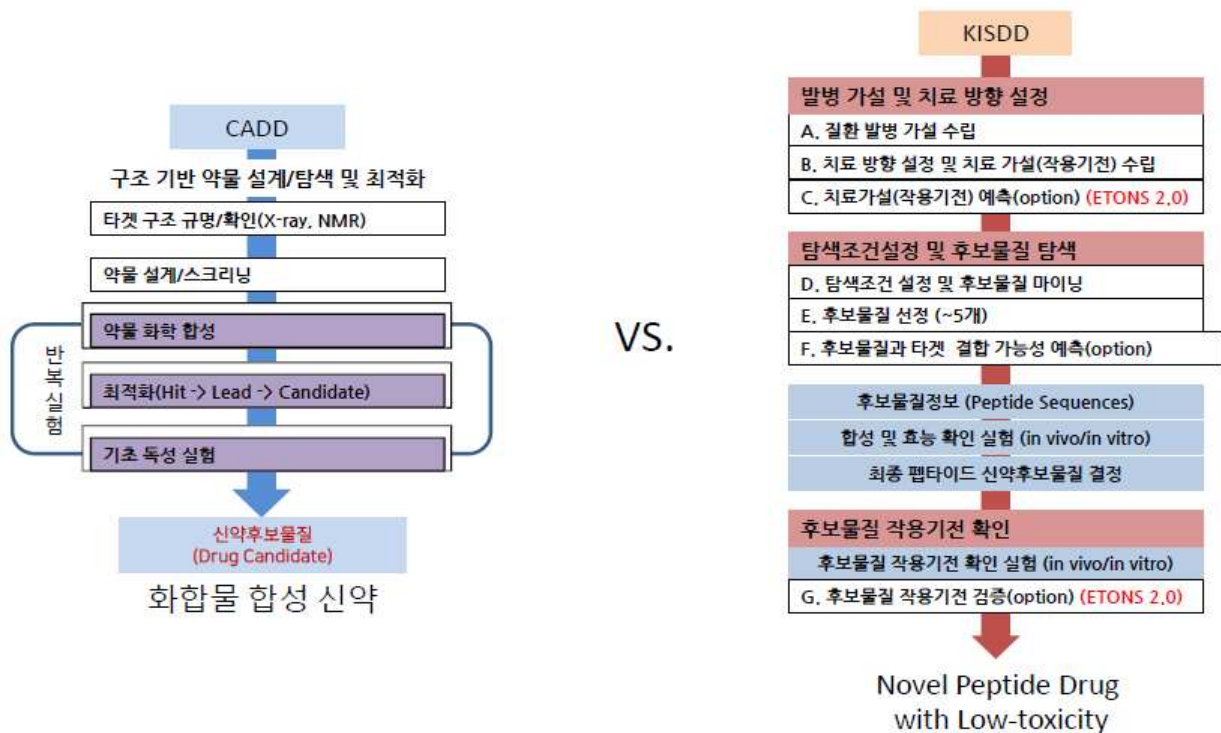 CADD
구조 기반 약물 설계/탐색 및 최적화
타겟 구조 규명/확인(X-ray, NMR)
약물 설계/스크리닝
반복실험
약물 화학 합성
최적화(Hit -> Lead -> Candidate)
기초 독성 실험
신약후보물질
(Drug Candidate)
화합물 합성 신약
VS.
KISDD
발병 가설 및 치료 방향 설정
A. 질환 발병 가설 수립
B. 치료 방향 설정 및 치료 가설(작용기전) 수립
C. 치료가설(작용기전) 예측(option) (ETONS 2.0)
탐색조건설정 및 후보물질 탐색
D. 탐색조건 설정 및 후보물질 마이닝
E. 후보물질 선정 (~5개)
F. 후보물질과 타겟 결합 가능성 예측(option)
후보물질정보 (Peptide Sequences)
합성 및 효능 확인 실험 (in vivo/in vitro)
최종 펩타이드 신약후보물질 결정
후보물질 작용기전 확인
후보물질 작용기전 확인 실험 (in vivo/in vitro)
G. 후보물질 작용기전 검증(option) (ETONS 2.0)
Novel Peptide Drug
with Low-toxicity